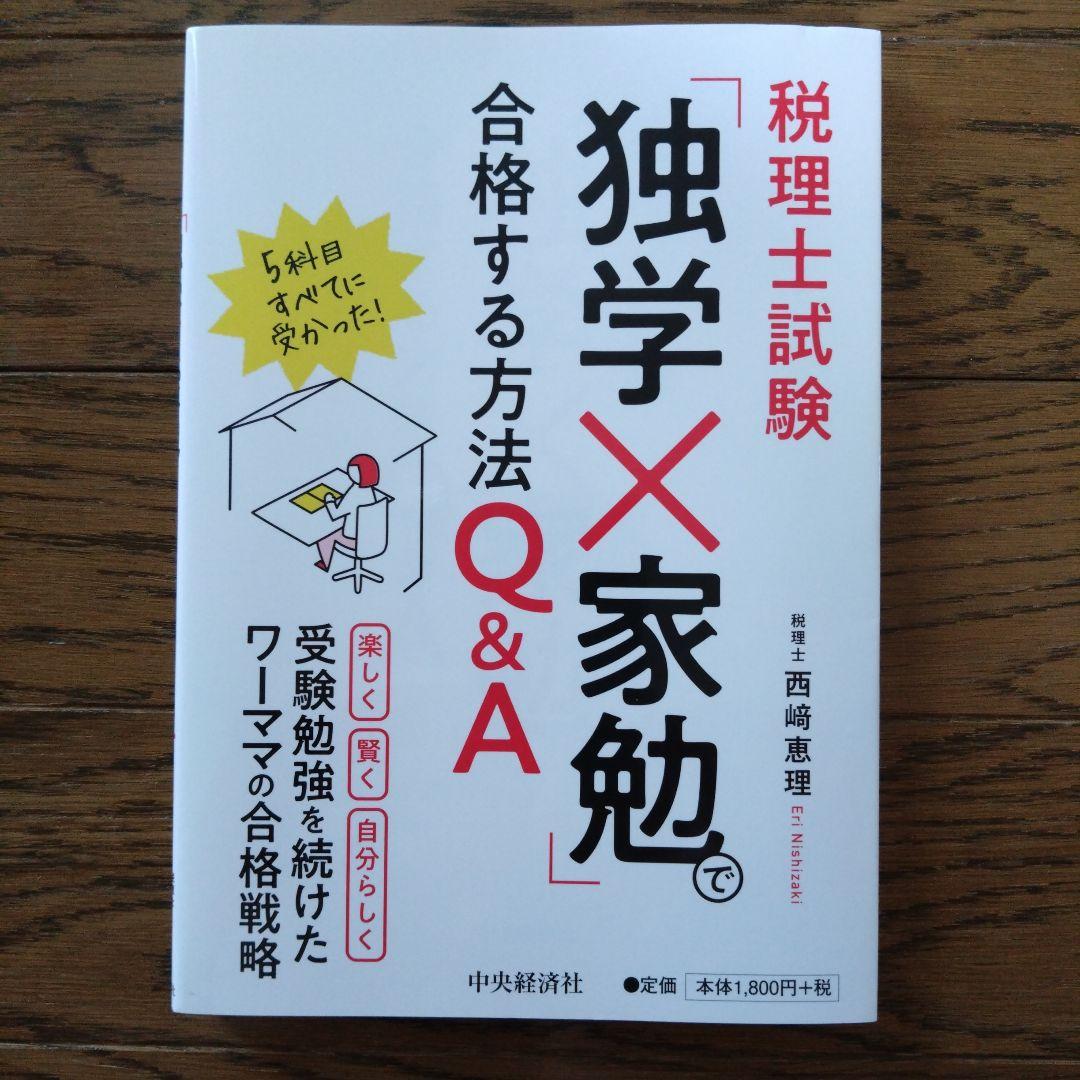 税理士試験
「独学×家勉」で
合格する方法Q&A
5科目
すべてに
受かった!
楽しく 賢く 自分らしく
受験勉強を続けた
ワーママの合格戦略
税理士 西﨑恵理 Eri Nishizaki
中央経済社
●定価 本体1,800円+税